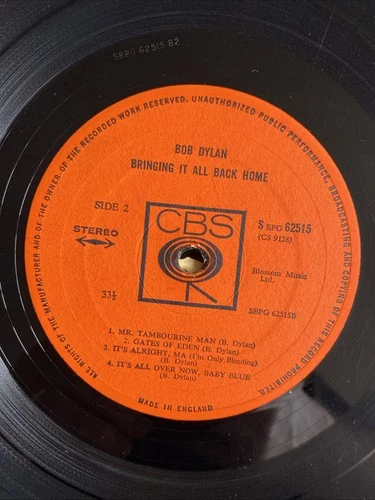 SBPG 62515 B2
ALL RIGHTS OF THE MANUFACTURER AND OF THE OWNER OF THE RECORDED WORK RESERVED. UNAUTHORIZED PUBLIC PERFORMANCE, BROADCASTING AND COPYING OF THIS RECORD PROHIBITED.
BOB DYLAN
BRINGING IT ALL BACK HOME
SIDE 2
CBS
S BPG 62515
(CS 9128)
STEREO
Blossom Music
Ltd.
33⅓
SBPG 62515B
1. MR. TAMBOURINE MAN (B. Dylan)
2. GATES OF EDEN (B. Dylan)
3. IT'S ALRIGHT, MA (I'm Only Bleeding)
(B. Dylan)
4. IT'S ALL OVER NOW, BABY BLUE
(B. Dylan)
MADE IN ENGLAND